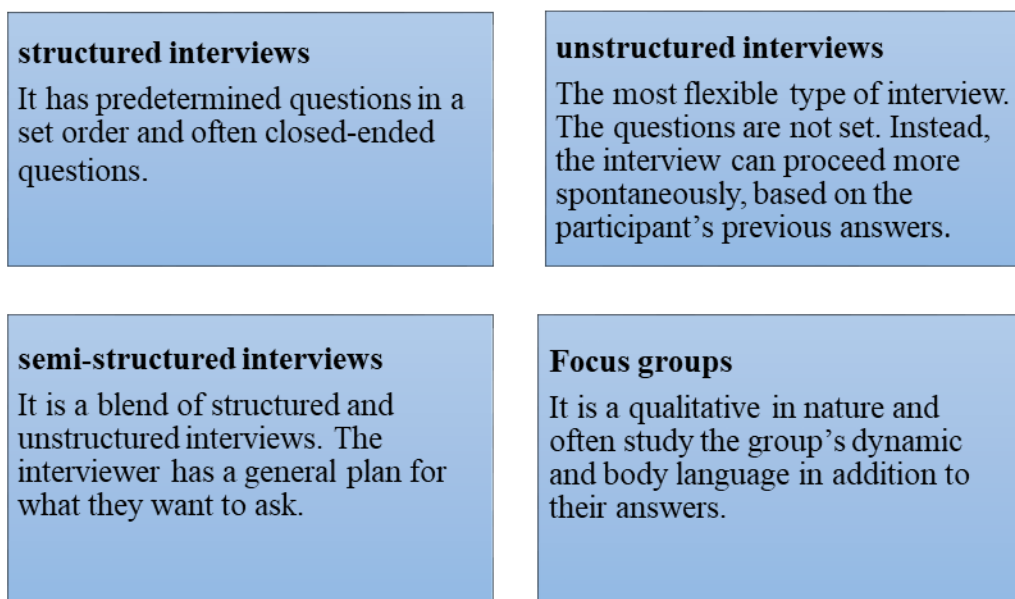 structured interviews
It has predetermined questions in a
set order and often closed-ended
questions.
unstructured interviews
The most flexible type of interview.
The questions are not set. Instead,
the interview can proceed more
spontaneously, based on the
participant’s previous answers.
semi-structured interviews
It is a blend of structured and
unstructured interviews. The
interviewer has a general plan for
what they want to ask.
Focus groups
It is a qualitative in nature and
often study the group’s dynamic
and body language in addition to
their answers.